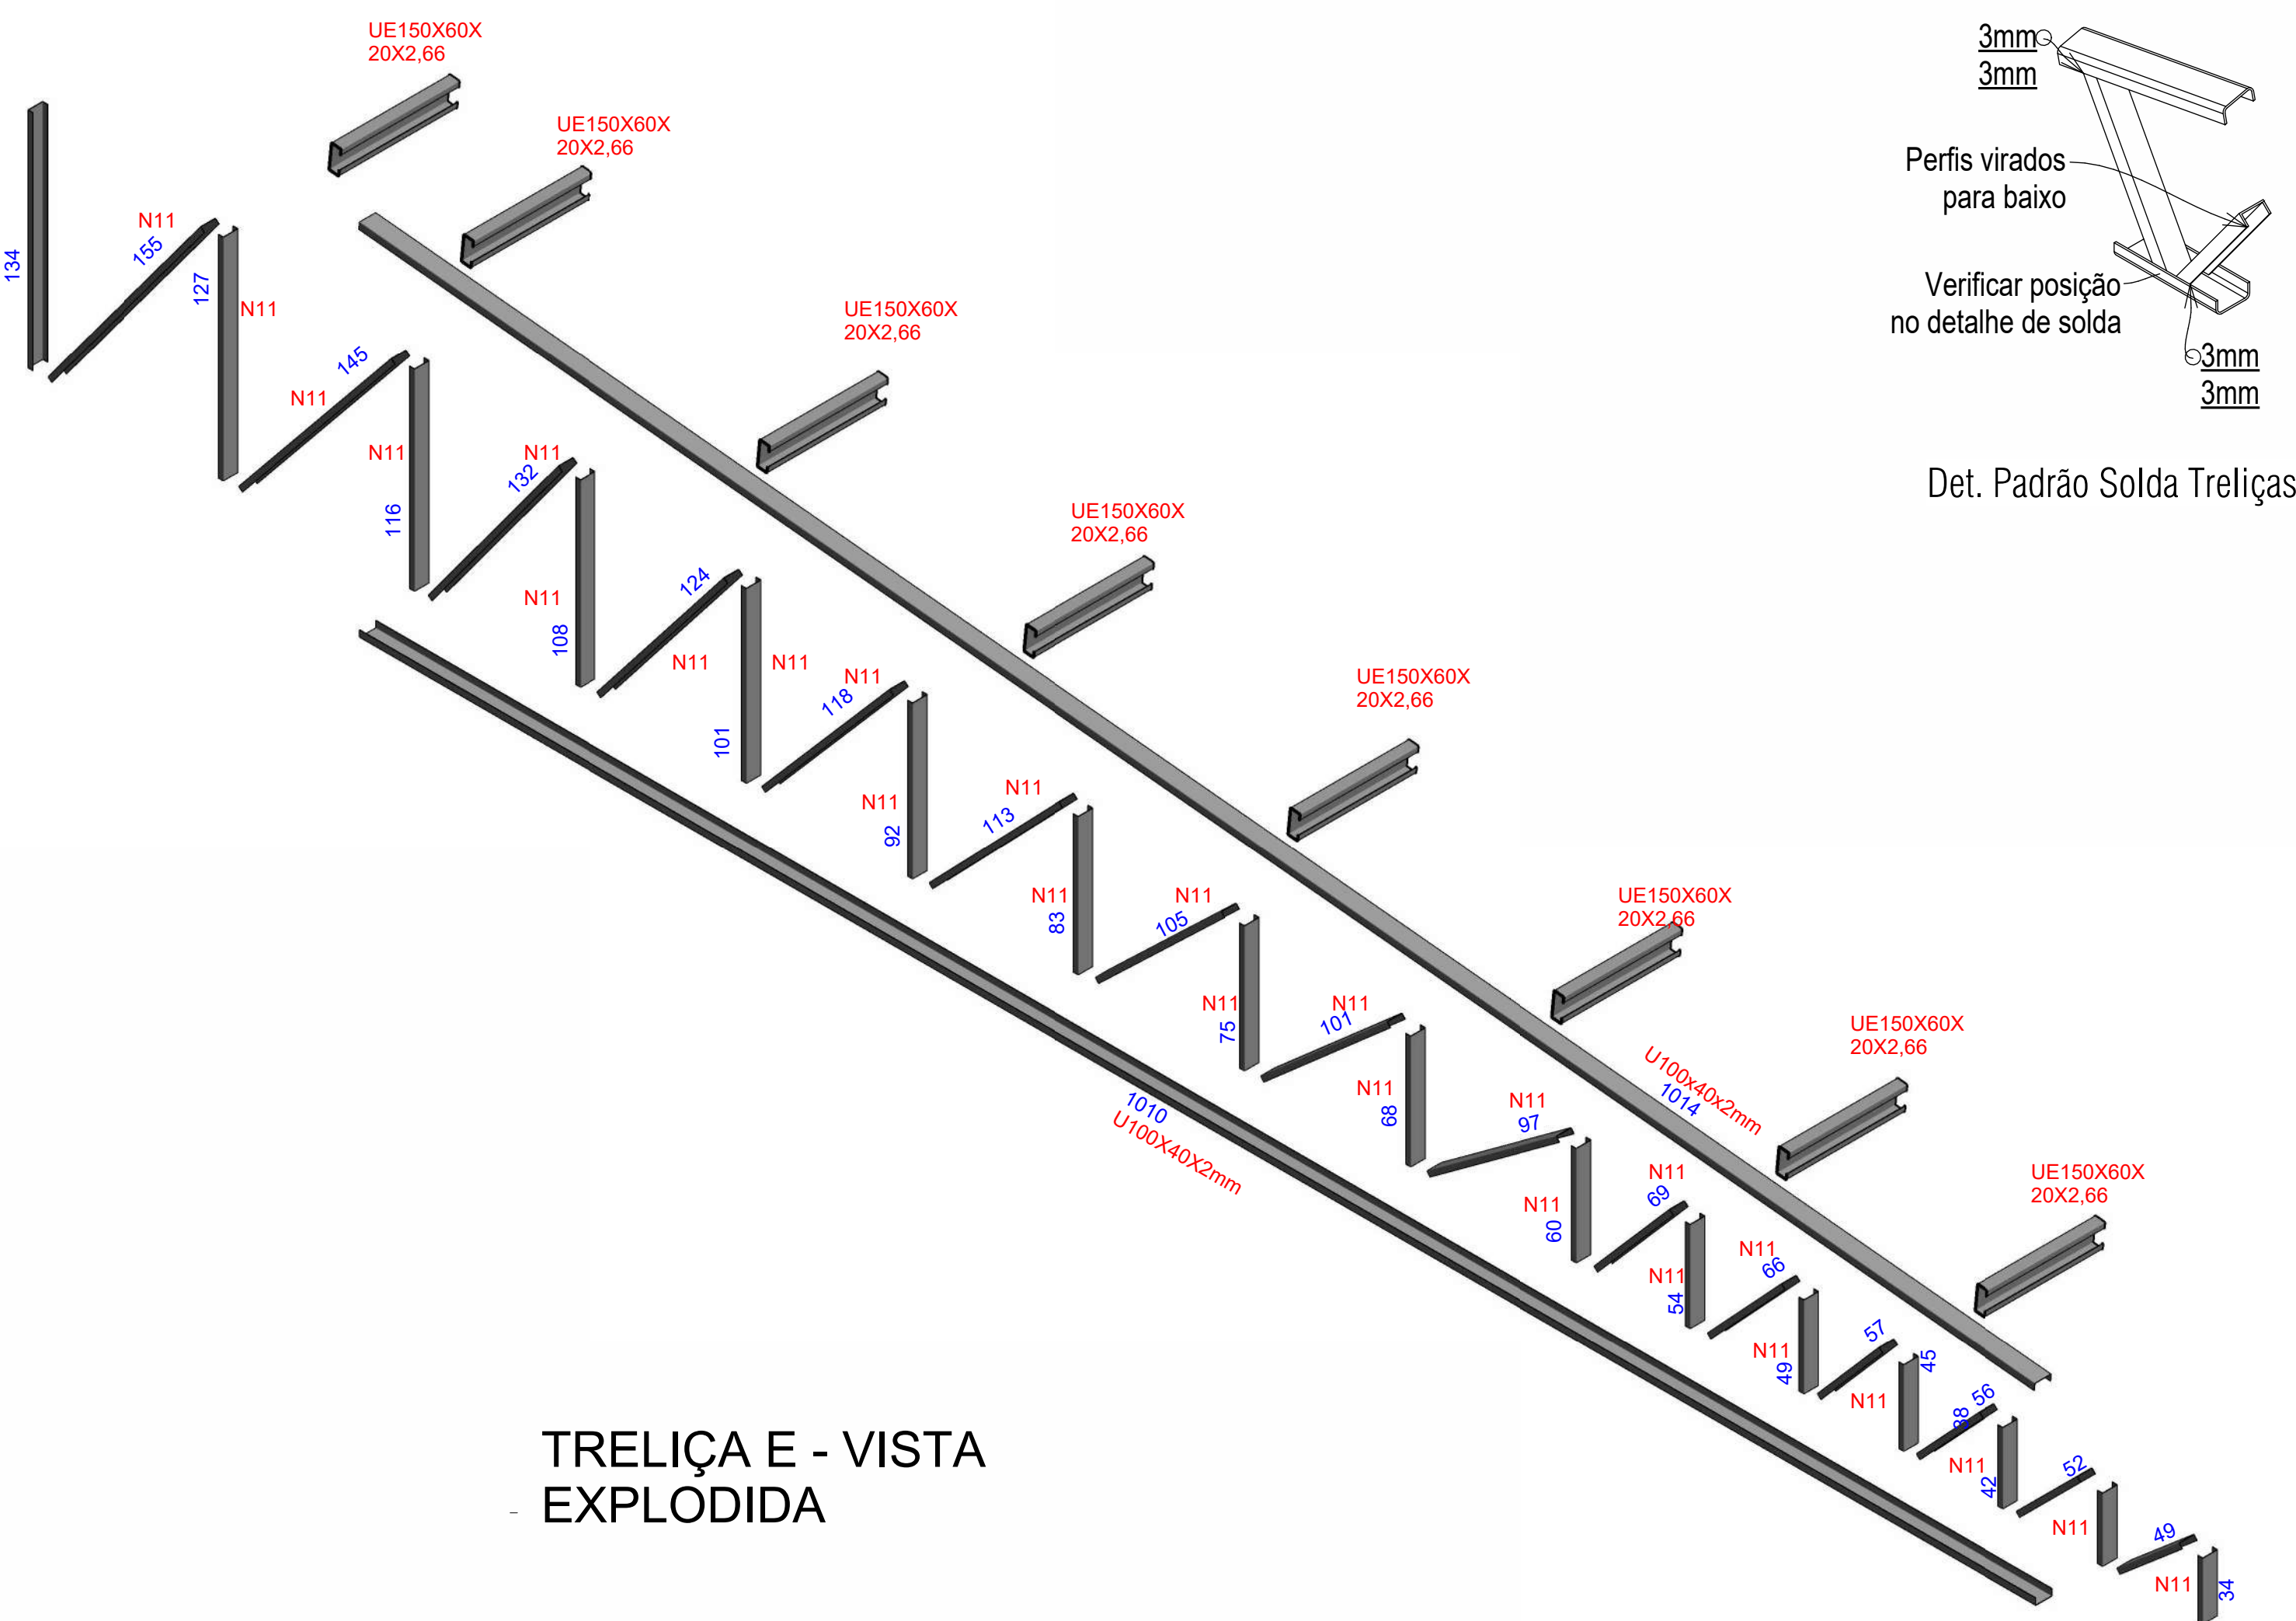 UE150X60X
20X2,66
UE150X60X
20X2,66
UE150X60X
20X2,66
UE150X60X
20X2,66
UE150X60X
20X2,66
UE150X60X
20X2,66
UE150X60X
20X2,66
UE150X60X
20X2,66
3mm
3mm
Perfis virados
para baixo
Verificar posição
no detalhe de solda
3mm
3mm
Det. Padrão Solda Treliças
134
N11
155
127
N11
145
N11
N11
116
N11
132
N11
108
124
N11
N11
101
N11
118
N11
92
N11
113
N11
83
N11
105
N11
75
N11
101
N11
68
N11
97
N11
60
N11
69
N11
54
N11
66
N11
49
57
N11
45
56
38
N11
42
52
N11
49
N11
34
U100x40x2mm
1014
1010
U100X40X2mm
TRELIÇA E - VISTA
EXPLODIDA